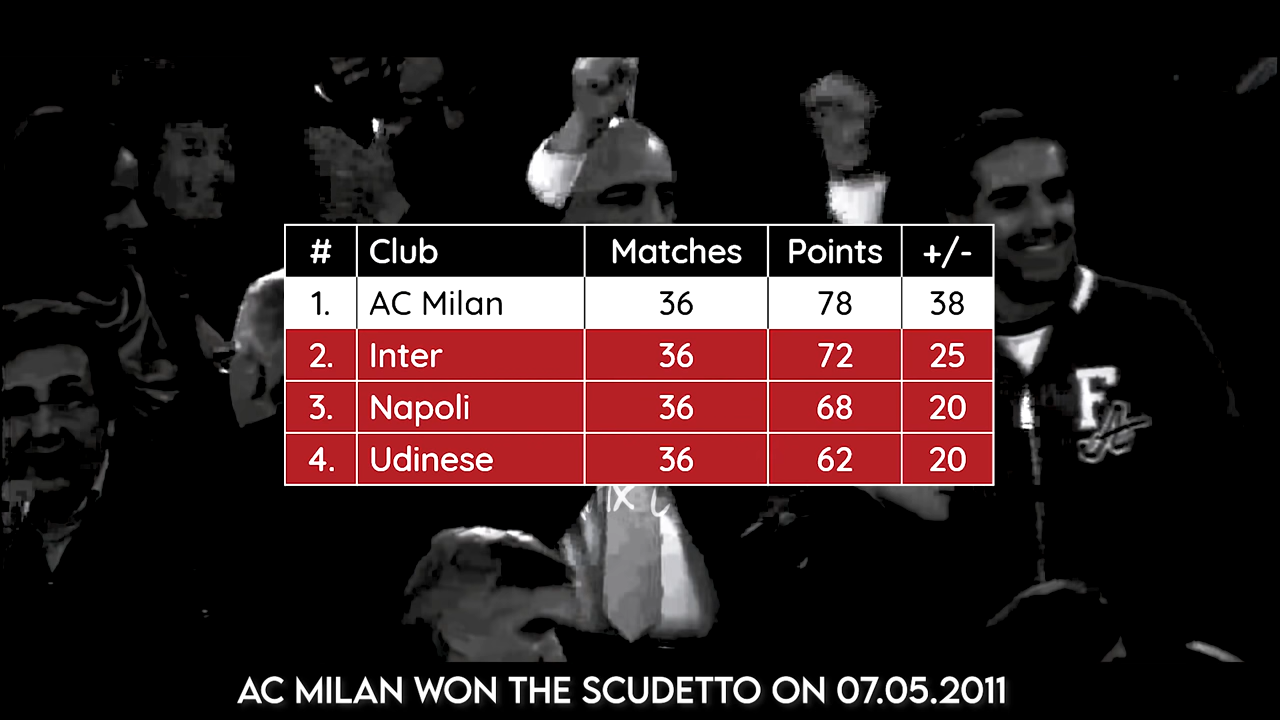 # Club Matches Points +/-
1. AC Milan 36 78 38
2. Inter 36 72 25
3. Napoli 36 68 20
4. Udinese 36 62 20
F
AC MILAN WON THE SCUDETTO ON 07.05.2011